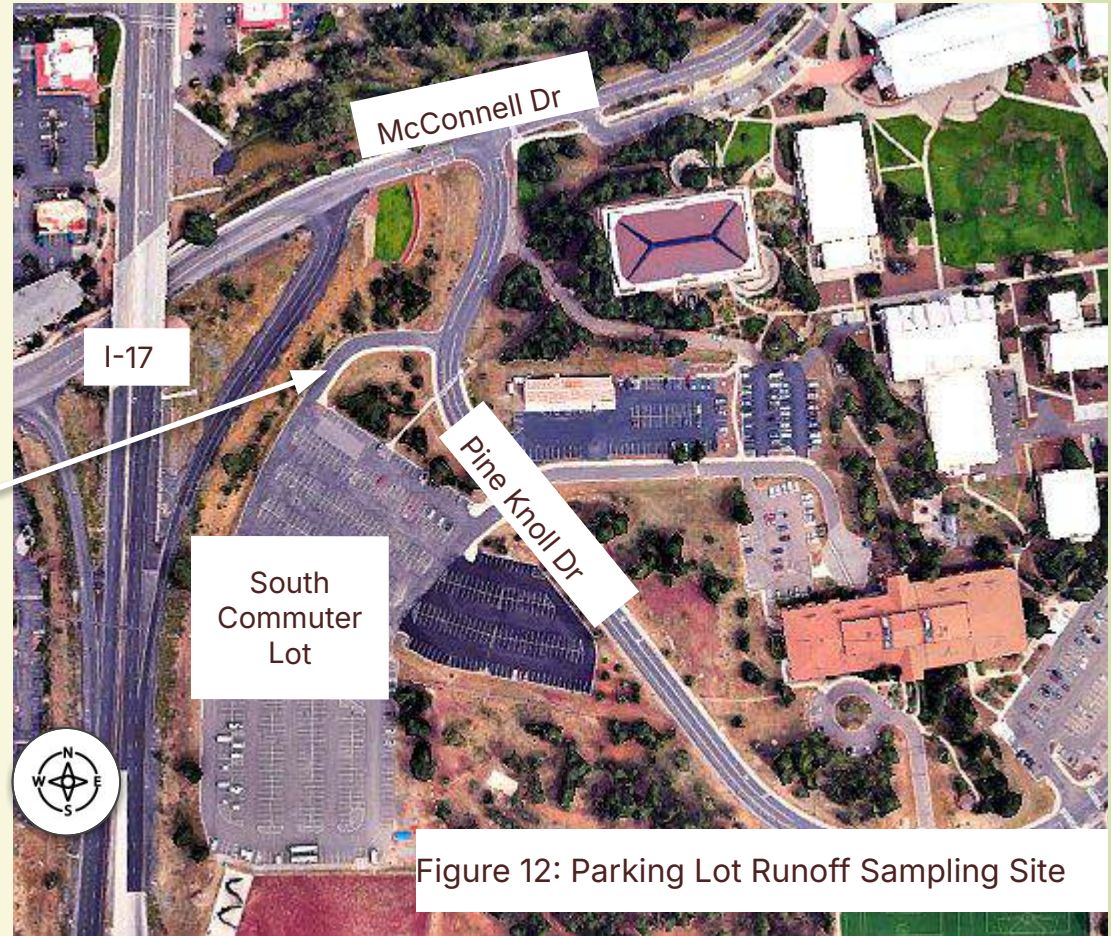 McConnell Dr
I-17
Pine Knoll Dr
South
Commuter
Lot
N
W E
S
Figure 12: Parking Lot Runoff Sampling Site